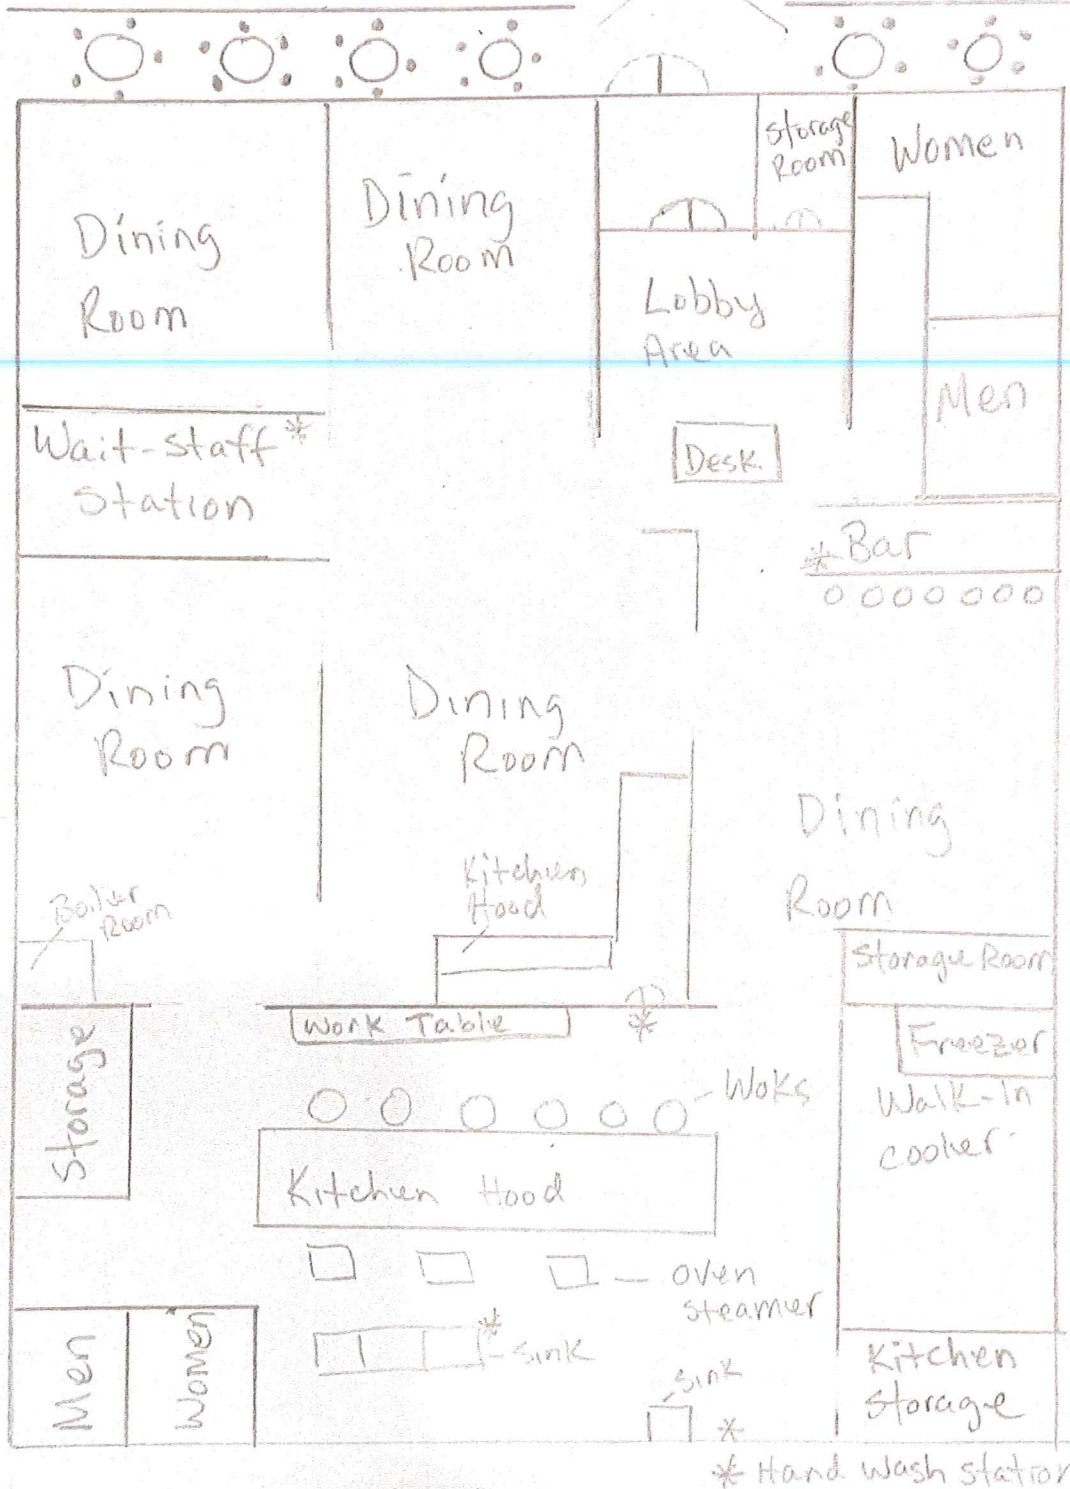 Storage
Room
Women
Dining
Room
Dining
Room
Lobby
Area
Men
Wait-staff *
Station
Desk
* Bar
Dining
Room
Dining
Room
Dining
Room
Kitchen
Hood
Boiler
Room
Storage Room
Storage
Work Table
*
Freezer
Woks
Walk-In
cooler
Kitchen Hood
oven
steamer
*
Sink
Men
Women
Kitchen
Storage
Sink
*
* Hand Wash station